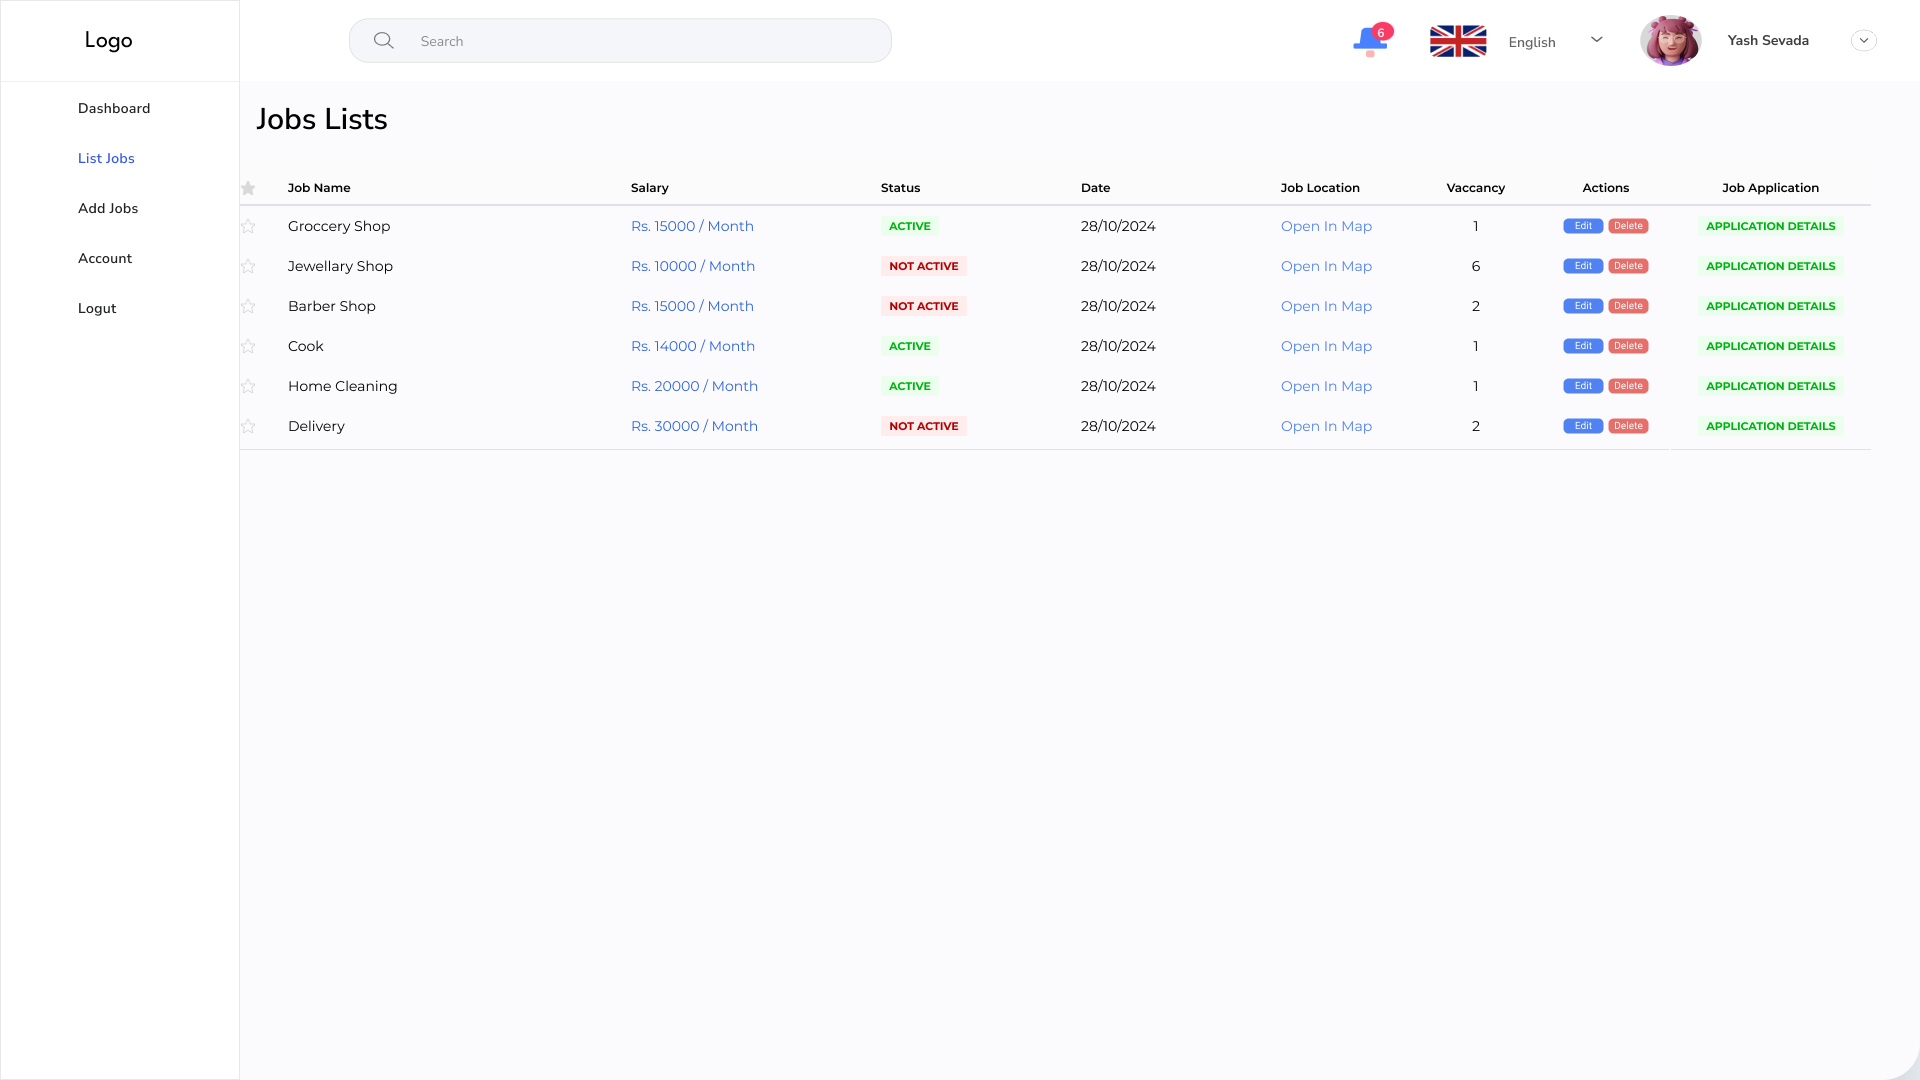 Logo
Search
6
English
Yash Sevada
Dashboard
List Jobs
Add Jobs
Account
Logut
Jobs Lists
Job Name Salary Status Date Job Location Vaccancy Actions Job Application
Groccery Shop Rs. 15000 / Month ACTIVE 28/10/2024 Open In Map 1 Edit Delete APPLICATION DETAILS
Jewellary Shop Rs. 10000 / Month NOT ACTIVE 28/10/2024 Open In Map 6 Edit Delete APPLICATION DETAILS
Barber Shop Rs. 15000 / Month NOT ACTIVE 28/10/2024 Open In Map 2 Edit Delete APPLICATION DETAILS
Cook Rs. 14000 / Month ACTIVE 28/10/2024 Open In Map 1 Edit Delete APPLICATION DETAILS
Home Cleaning Rs. 20000 / Month ACTIVE 28/10/2024 Open In Map 1 Edit Delete APPLICATION DETAILS
Delivery Rs. 30000 / Month NOT ACTIVE 28/10/2024 Open In Map 2 Edit Delete APPLICATION DETAILS